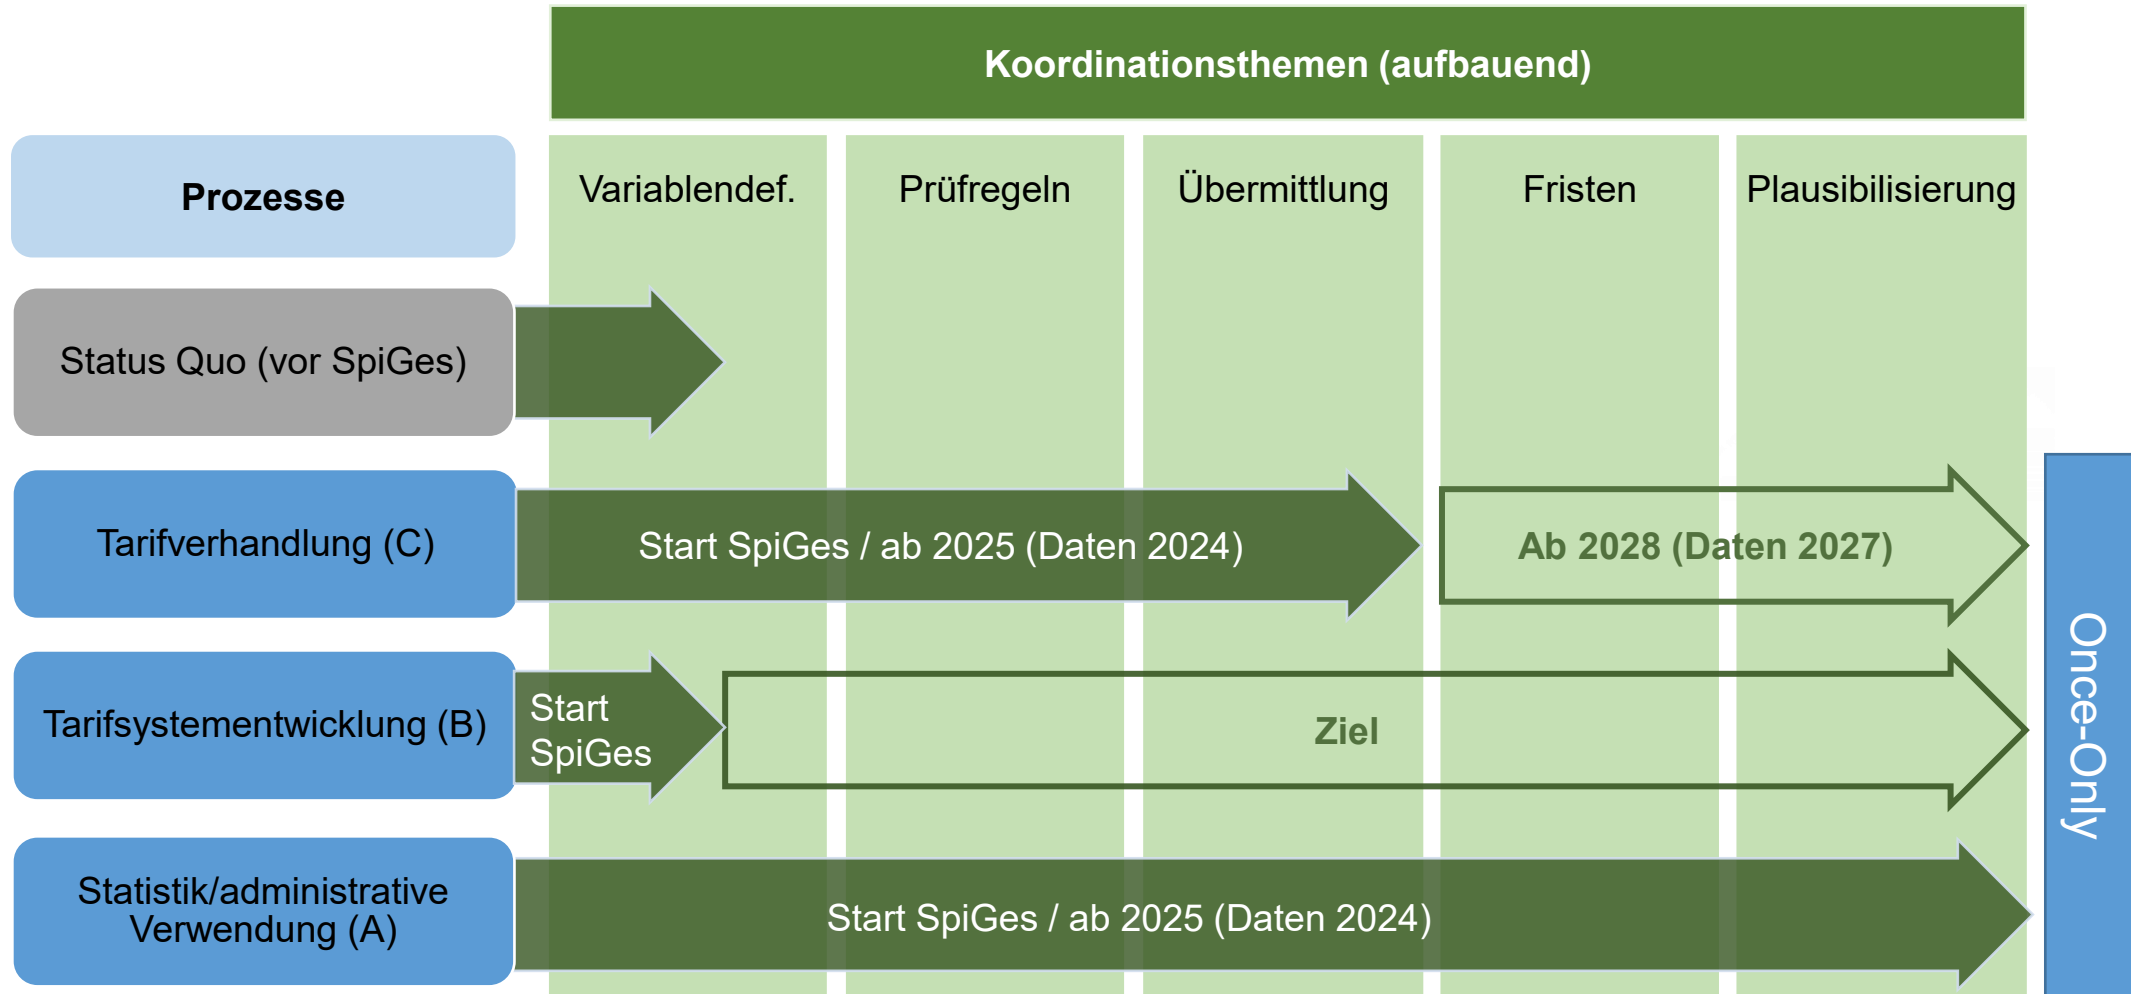 Koordinationsthemen (aufbauend)
Prozesse
Variablendef.
Prüfregeln
Übermittlung
Fristen
Plausibilisierung
Status Quo (vor SpiGes)
Tarifverhandlung (C)
Start SpiGes / ab 2025 (Daten 2024)
Ab 2028 (Daten 2027)
Tarifsystementwicklung (B)
Start
SpiGes
Ziel
Statistik/administrative
Verwendung (A)
Start SpiGes / ab 2025 (Daten 2024)
Once-Only